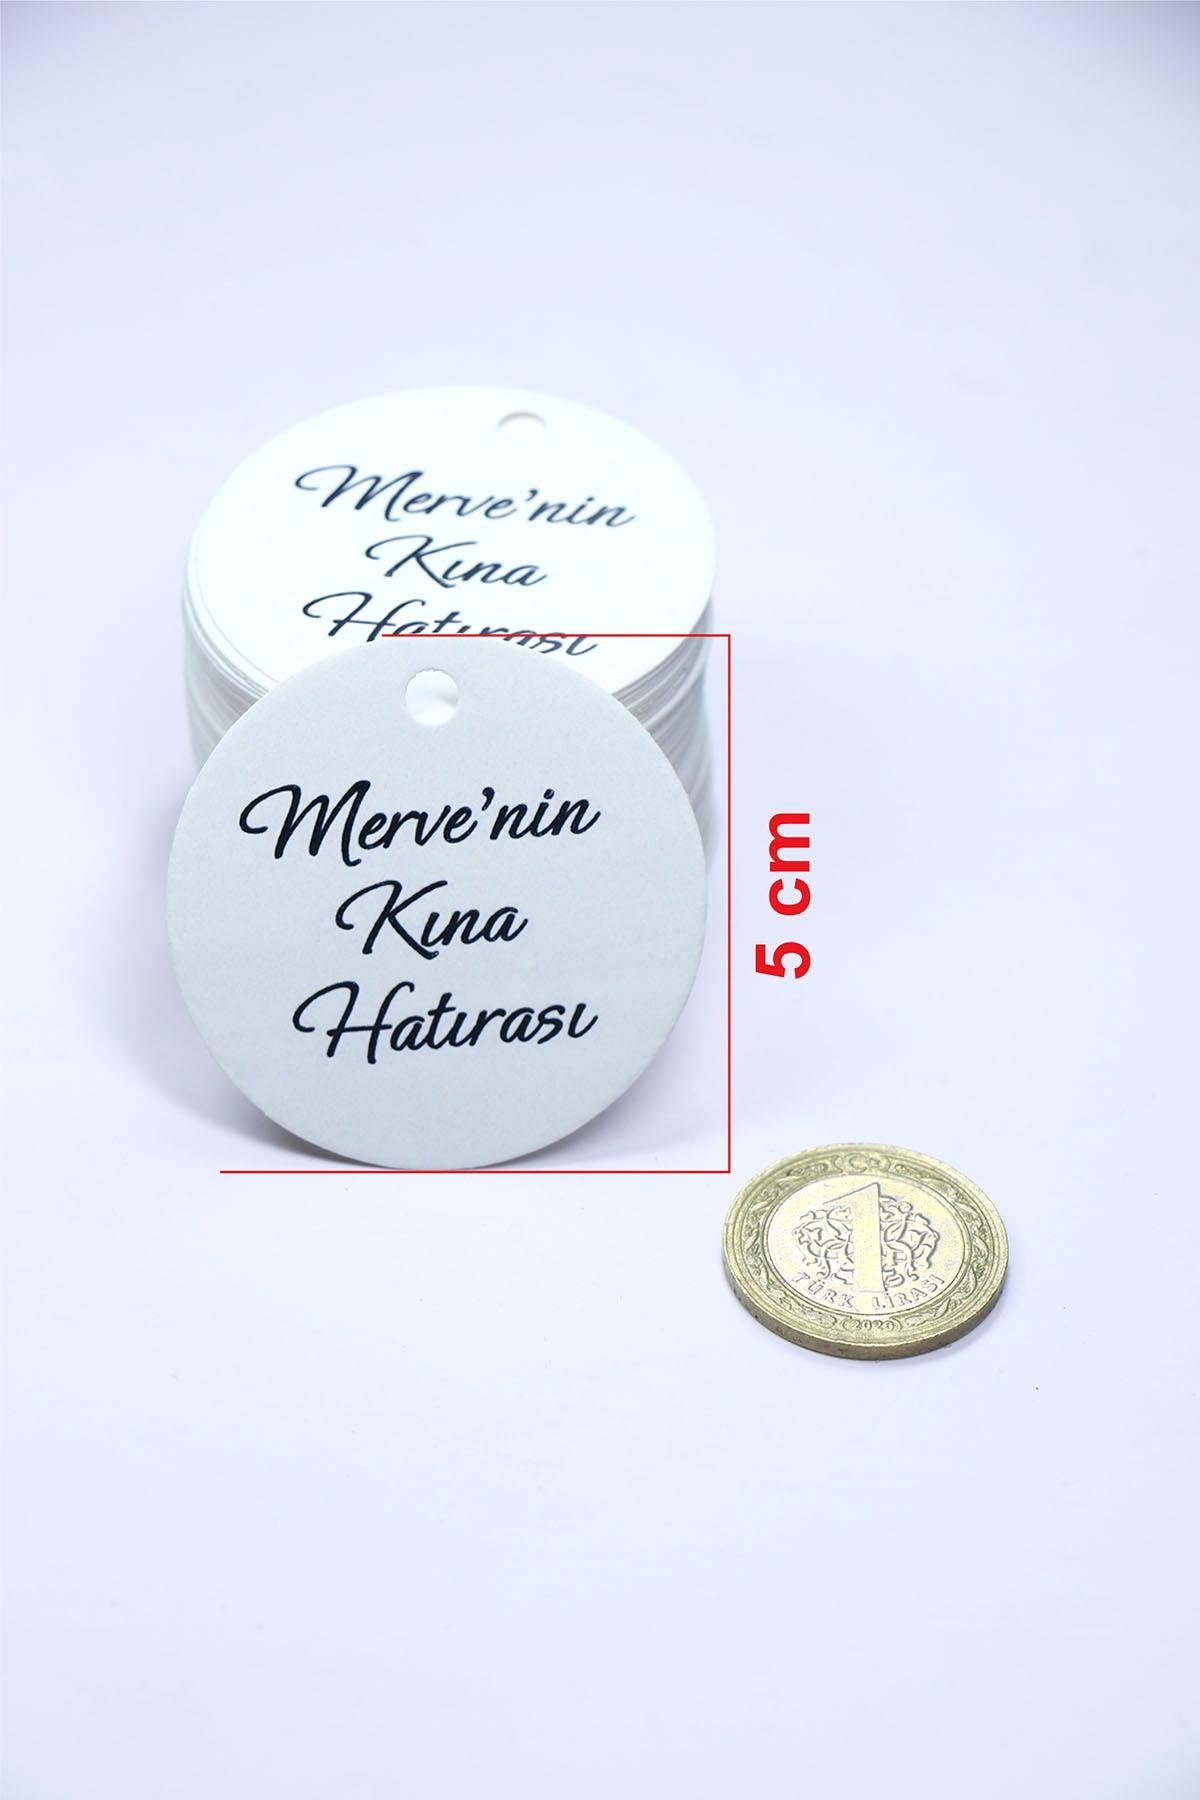 Merve'nin
Kına
Hatırası
Merve'nin
Kına
Hatırası
5 cm
1
TÜRK LİRASI
2020